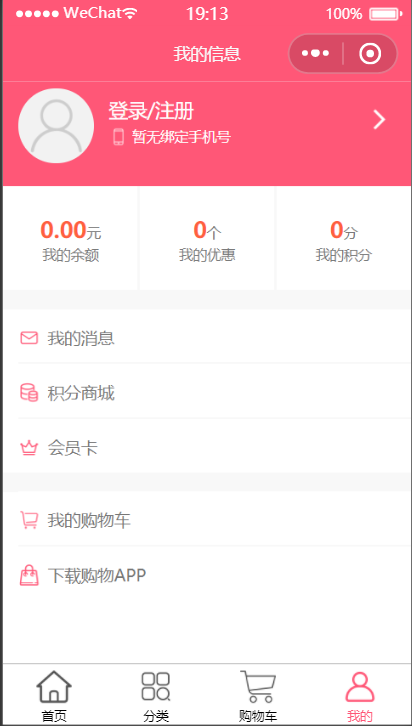 WeChat 19:13 100%
我的信息
登录/注册
暂无绑定手机号
0.00元 0个 0分
我的余额 我的优惠 我的积分
我的消息
积分商城
会员卡
我的购物车
下载购物APP
首页 分类 购物车 我的